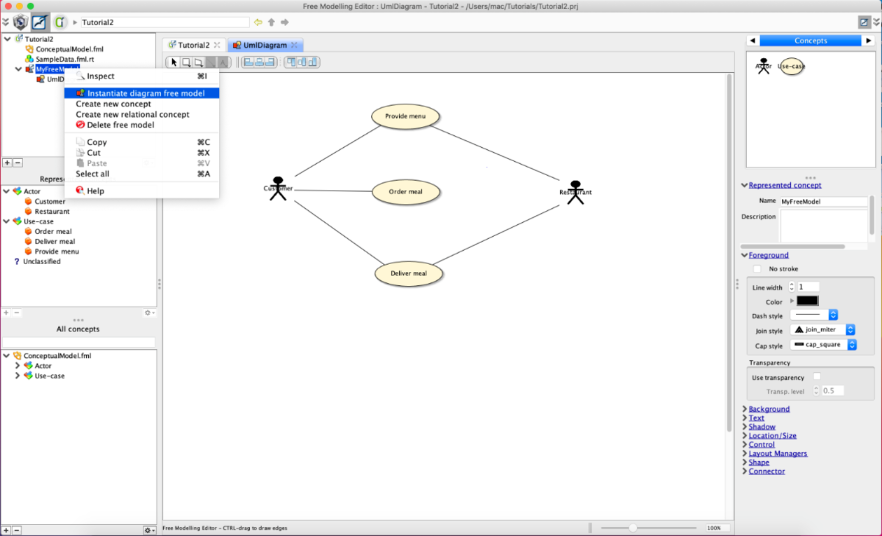 Free Modelling Editor : UmlDiagram - Tutorial2 - /Users/mac/Tutorials/Tutorial2.prj
Tutorial2
Tutorial2
ConceptualModel.fml
SampleData.fml.rt
MyFreeModel
UmlD
Inspect ⌘I
Instantiate diagram free model
Create new concept
Create new relational concept
Delete free model
Copy ⌘C
Cut ⌘X
Paste ⌘V
Select all ⌘A
Help
Repres
Actor
Customer
Restaurant
Use-case
Order meal
Deliver meal
Provide menu
? Unclassified
All concepts
ConceptualModel.fml
Actor
Use-case
Tutorial2
UmlDiagram
Provide menu
Customer
Order meal
Restaurant
Deliver meal
Free Modelling Editor - CTRL-drag to draw edges
100%
Concepts
Actor
Use-case
Represented concept
Name MyFreeModel
Description
Foreground
No stroke
Line width 1
Color
Dash style
Join style join_miter
Cap style cap_square
Transparency
Use transparency
Transp. level 0.5
Background
Text
Shadow
Location/Size
Control
Layout Managers
Shape
Connector